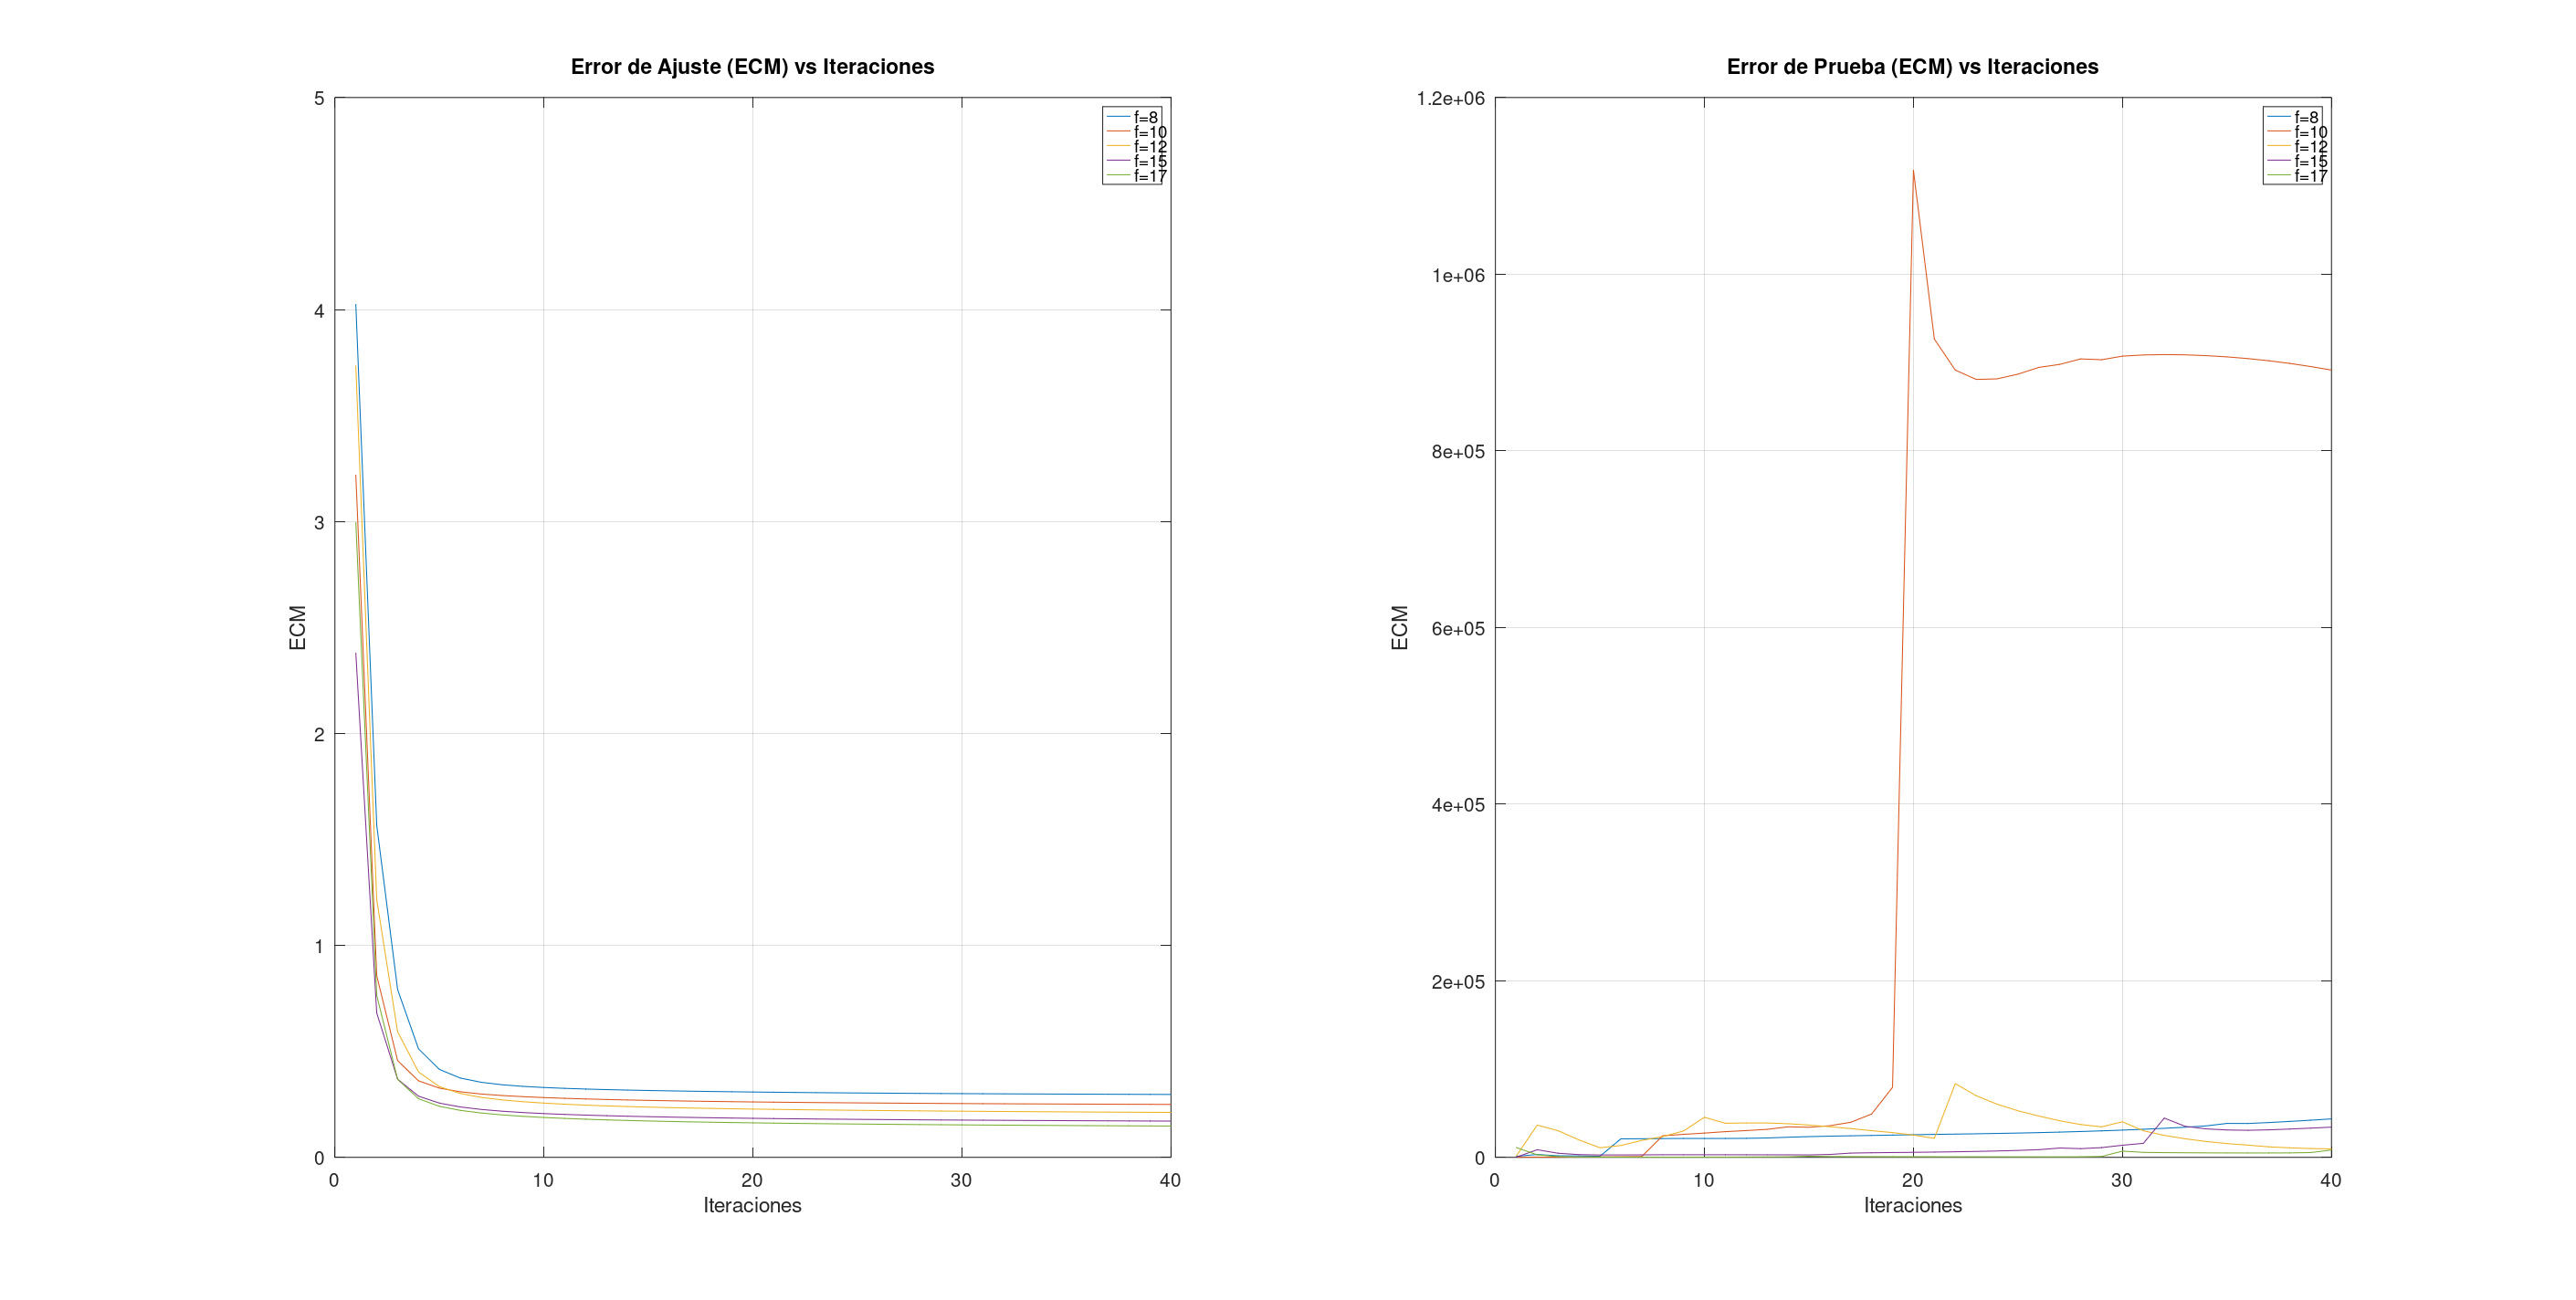 Error de Ajuste (ECM) vs Iteraciones
5
4
3
2
1
0
ECM
0 10 20 30 40
Iteraciones
f=8
f=10
f=12
f=15
f=17
Error de Prueba (ECM) vs Iteraciones
1.2e+06
1e+06
8e+05
6e+05
4e+05
2e+05
0
ECM
0 10 20 30 40
Iteraciones
f=8
f=10
f=12
f=15
f=17